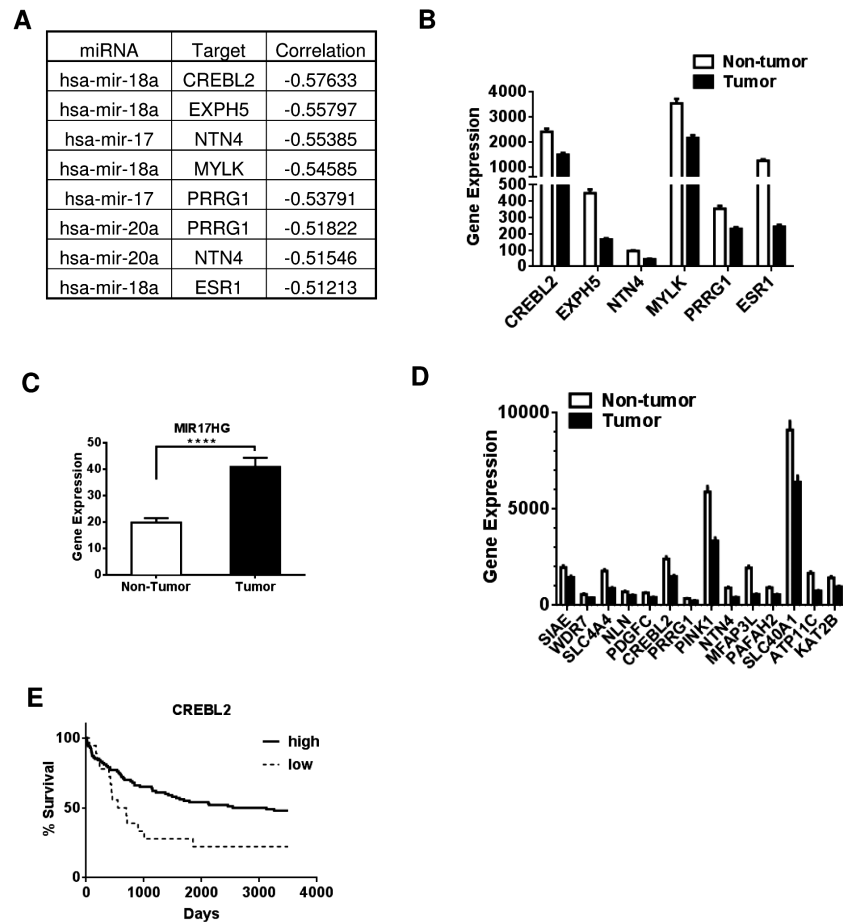 A
miRNA Target Correlation
hsa-mir-18a CREBL2 -0.57633
hsa-mir-18a EXPH5 -0.55797
hsa-mir-17 NTN4 -0.55385
hsa-mir-18a MYLK -0.54585
hsa-mir-17 PRRG1 -0.53791
hsa-mir-20a PRRG1 -0.51822
hsa-mir-20a NTN4 -0.51546
hsa-mir-18a ESR1 -0.51213
B
Non-tumor
Tumor
Gene Expression
4000
3000
2000
1000
500
400
300
200
100
0
CREBL2
EXPH5
NTN4
MYLK
PRRG1
ESR1
C
MIR17HG
****
Gene Expression
50
40
30
20
10
0
Non-Tumor
Tumor
D
Non-tumor
Tumor
Gene Expression
10000
5000
0
SIAE
WDR7
SLC4A4
NLN
PDGFC
CREBL2
PRRG1
PINK1
NTN4
MFAP3L
PAFAH2
SLC40A1
ATP11C
KAT2B
E
CREBL2
high
low
% Survival
100
50
0
0 1000 2000 3000 4000
Days